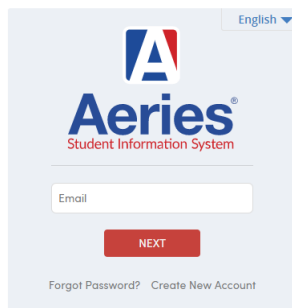 English
A
Aeries®
Student Information System
Email
NEXT
Forgot Password? Create New Account